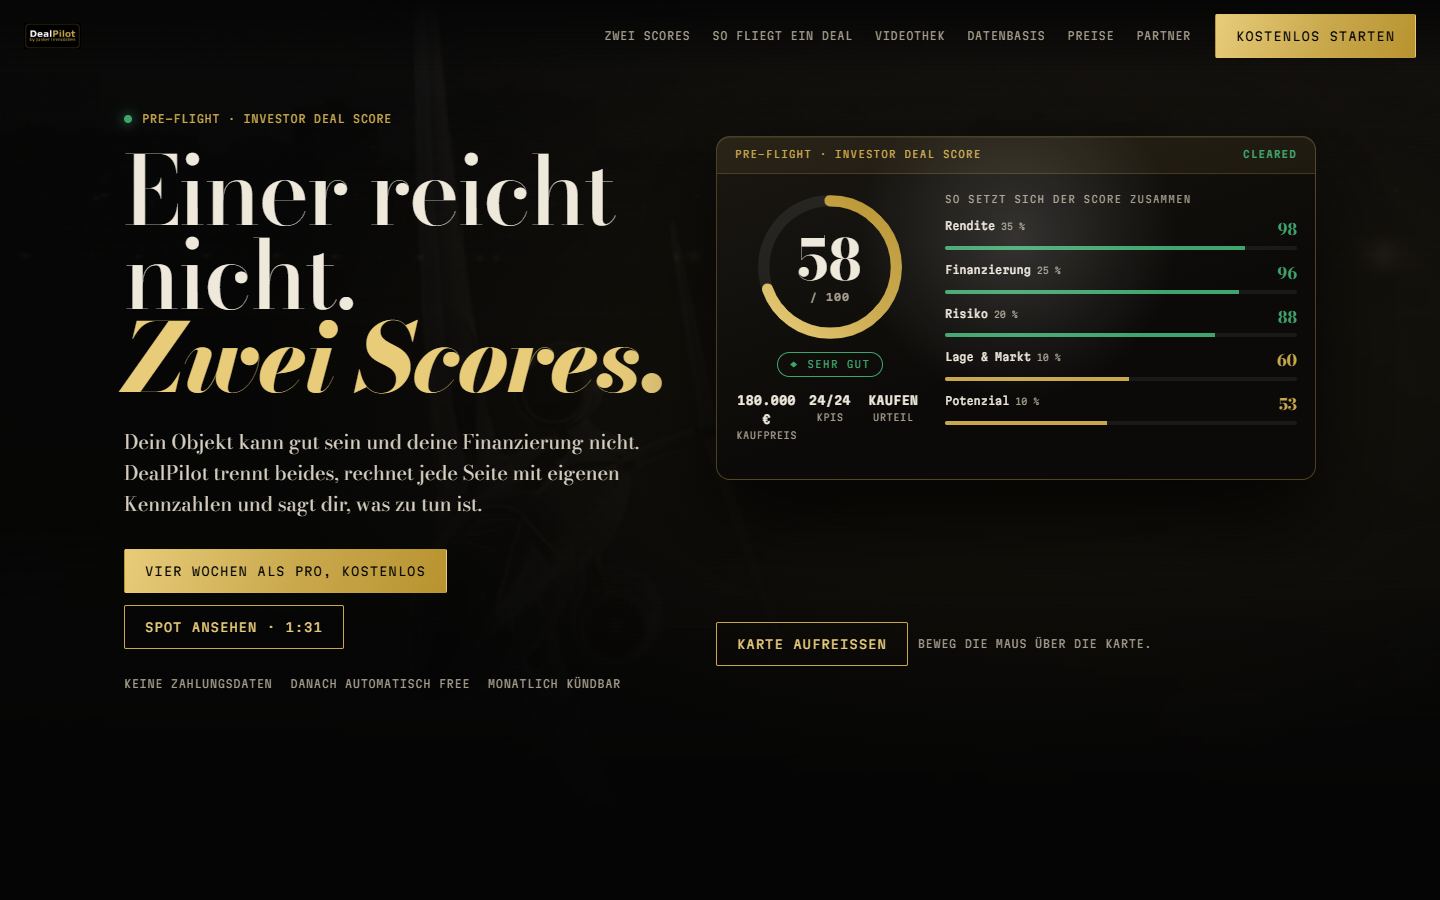 DealPilot
by Junker Immobilien
ZWEI SCORES SO FLIEGT EIN DEAL VIDEOTHEK DATENBASIS PREISE PARTNER KOSTENLOS STARTEN
PRE-FLIGHT · INVESTOR DEAL SCORE
Einer reicht
nicht.
Zwei Scores.
Dein Objekt kann gut sein und deine Finanzierung nicht.
DealPilot trennt beides, rechnet jede Seite mit eigenen
Kennzahlen und sagt dir, was zu tun ist.
VIER WOCHEN ALS PRO, KOSTENLOS
SPOT ANSEHEN · 1:31
KEINE ZAHLUNGSDATEN DANACH AUTOMATISCH FREE MONATLICH KÜNDBAR
PRE-FLIGHT · INVESTOR DEAL SCORE CLEARED
58
/ 100
◆ SEHR GUT
180.000 €
KAUFPREIS
24/24
KPIS
KAUFEN
URTEIL
SO SETZT SICH DER SCORE ZUSAMMEN
Rendite 35 % 98
Finanzierung 25 % 96
Risiko 20 % 88
Lage & Markt 10 % 60
Potenzial 10 % 53
KARTE AUFREISSEN BEWEG DIE MAUS ÜBER DIE KARTE.